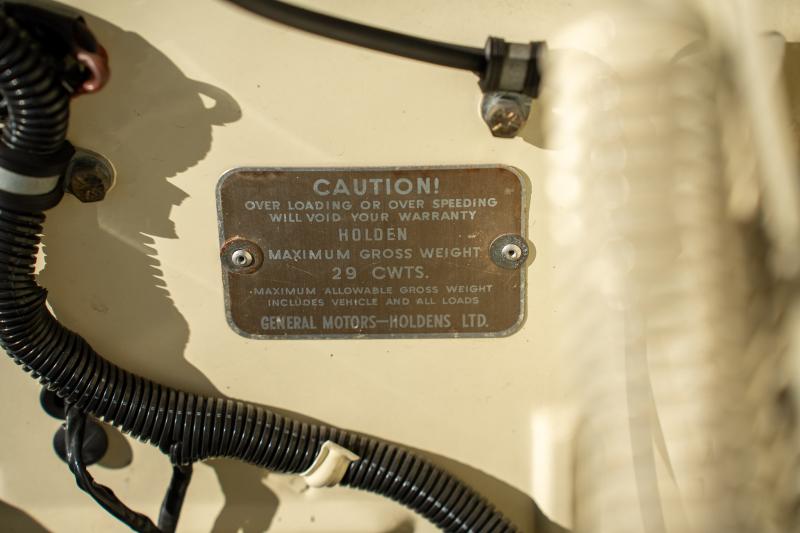 CAUTION!
OVER LOADING OR OVER SPEEDING
WILL VOID YOUR WARRANTY
HOLDEN
MAXIMUM GROSS WEIGHT
29 CWTS.
MAXIMUM ALLOWABLE GROSS WEIGHT
INCLUDES VEHICLE AND ALL LOADS
GENERAL MOTORS—HOLDENS LTD.